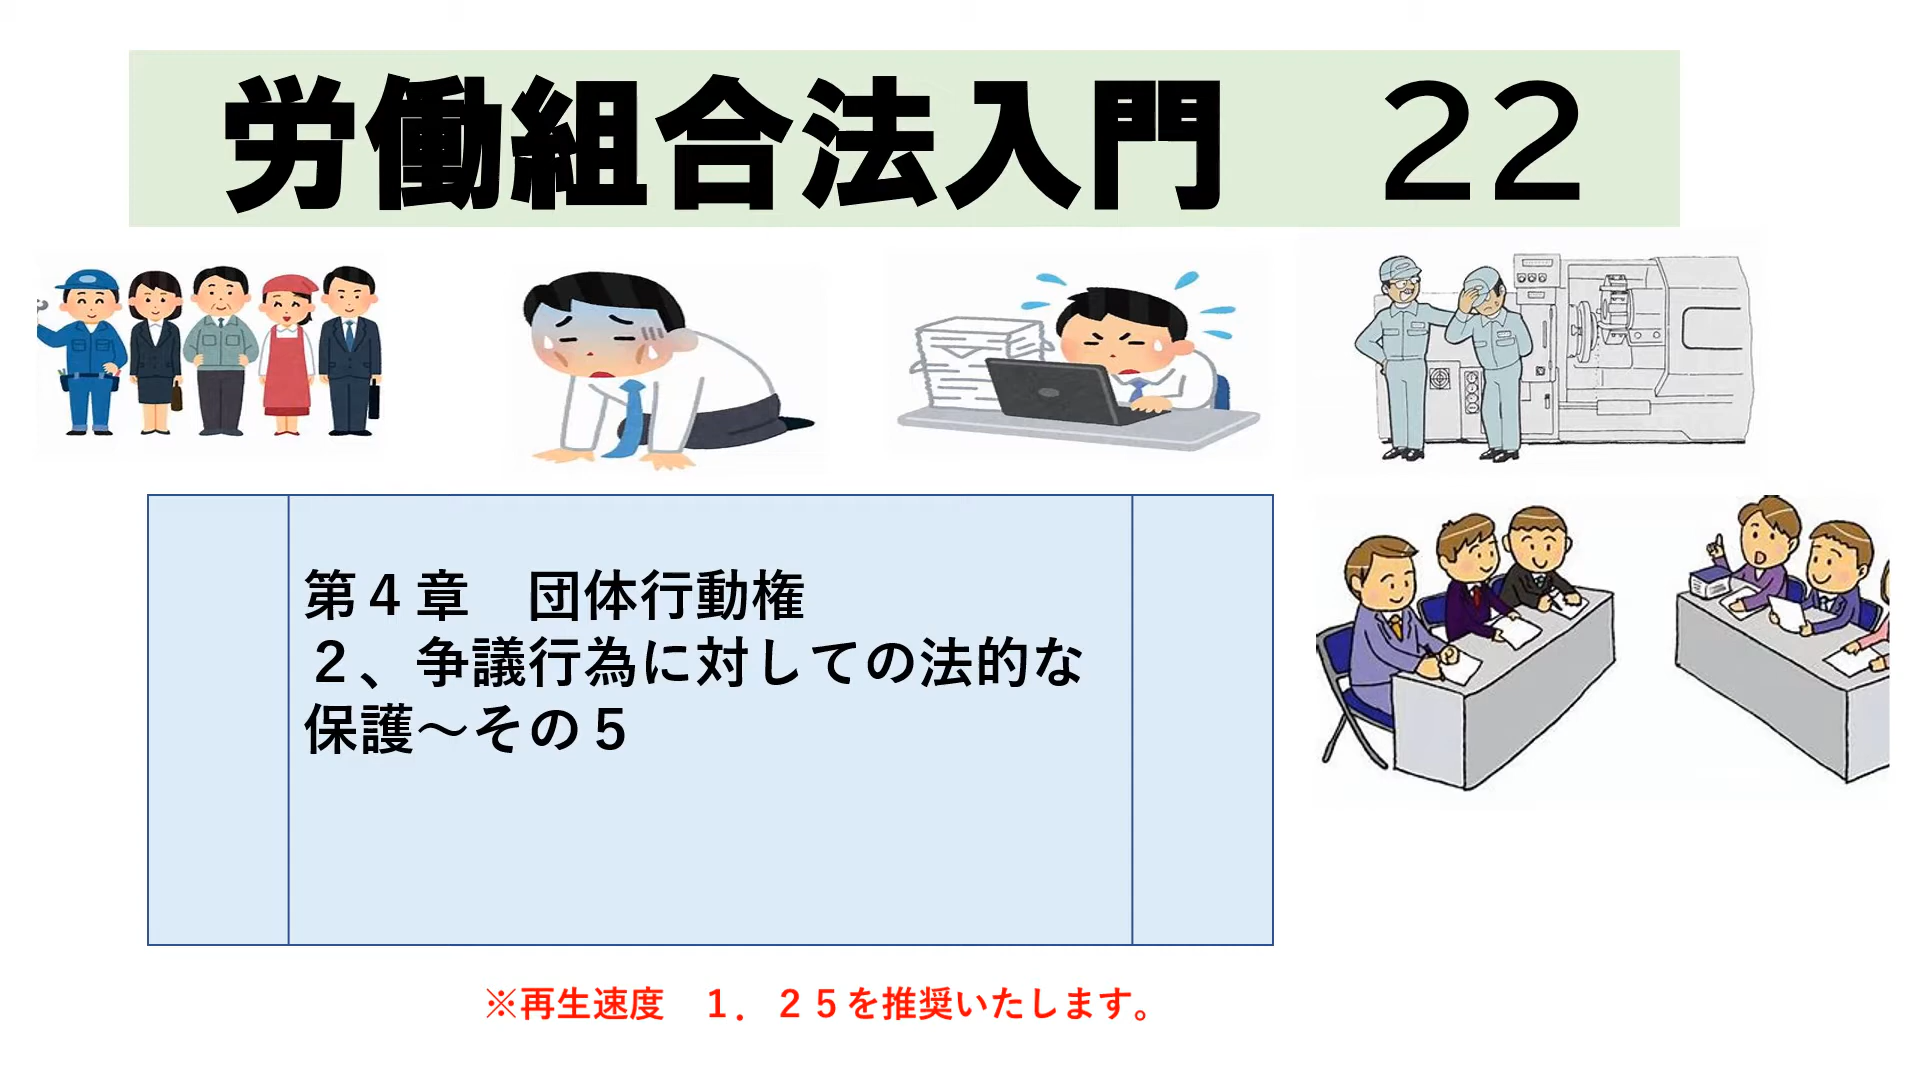 労働組合法入門　22
第４章　団体行動権
２、争議行為に対しての法的な
保護～その５
※再生速度　１．２５を推奨いたします。